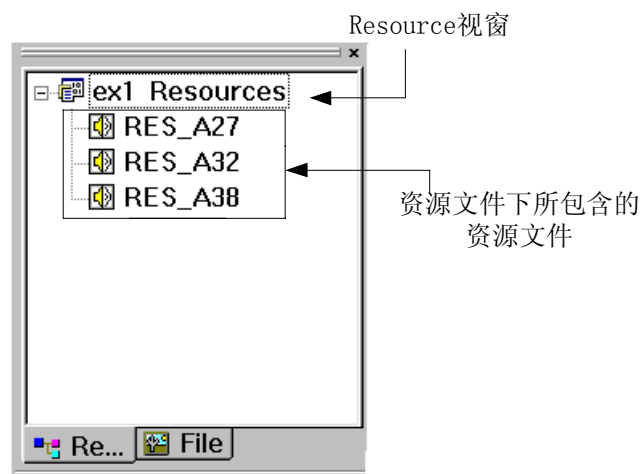 Resource视窗
ex1 Resources
RES_A27
RES_A32
RES_A38
资源文件下所包含的
资源文件
Re...
File